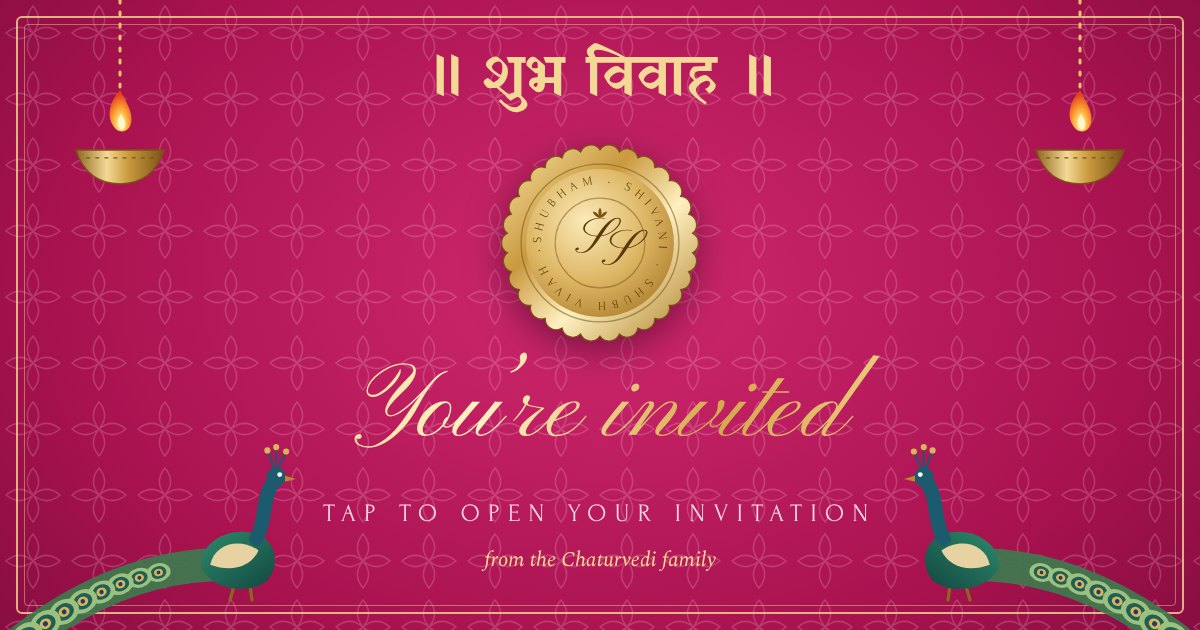 ॥ शुभ विवाह ॥
SHUBHAM · SHIVANI · SHUBH VIVAH ·
SS
You're invited
TAP TO OPEN YOUR INVITATION
from the Chaturvedi family